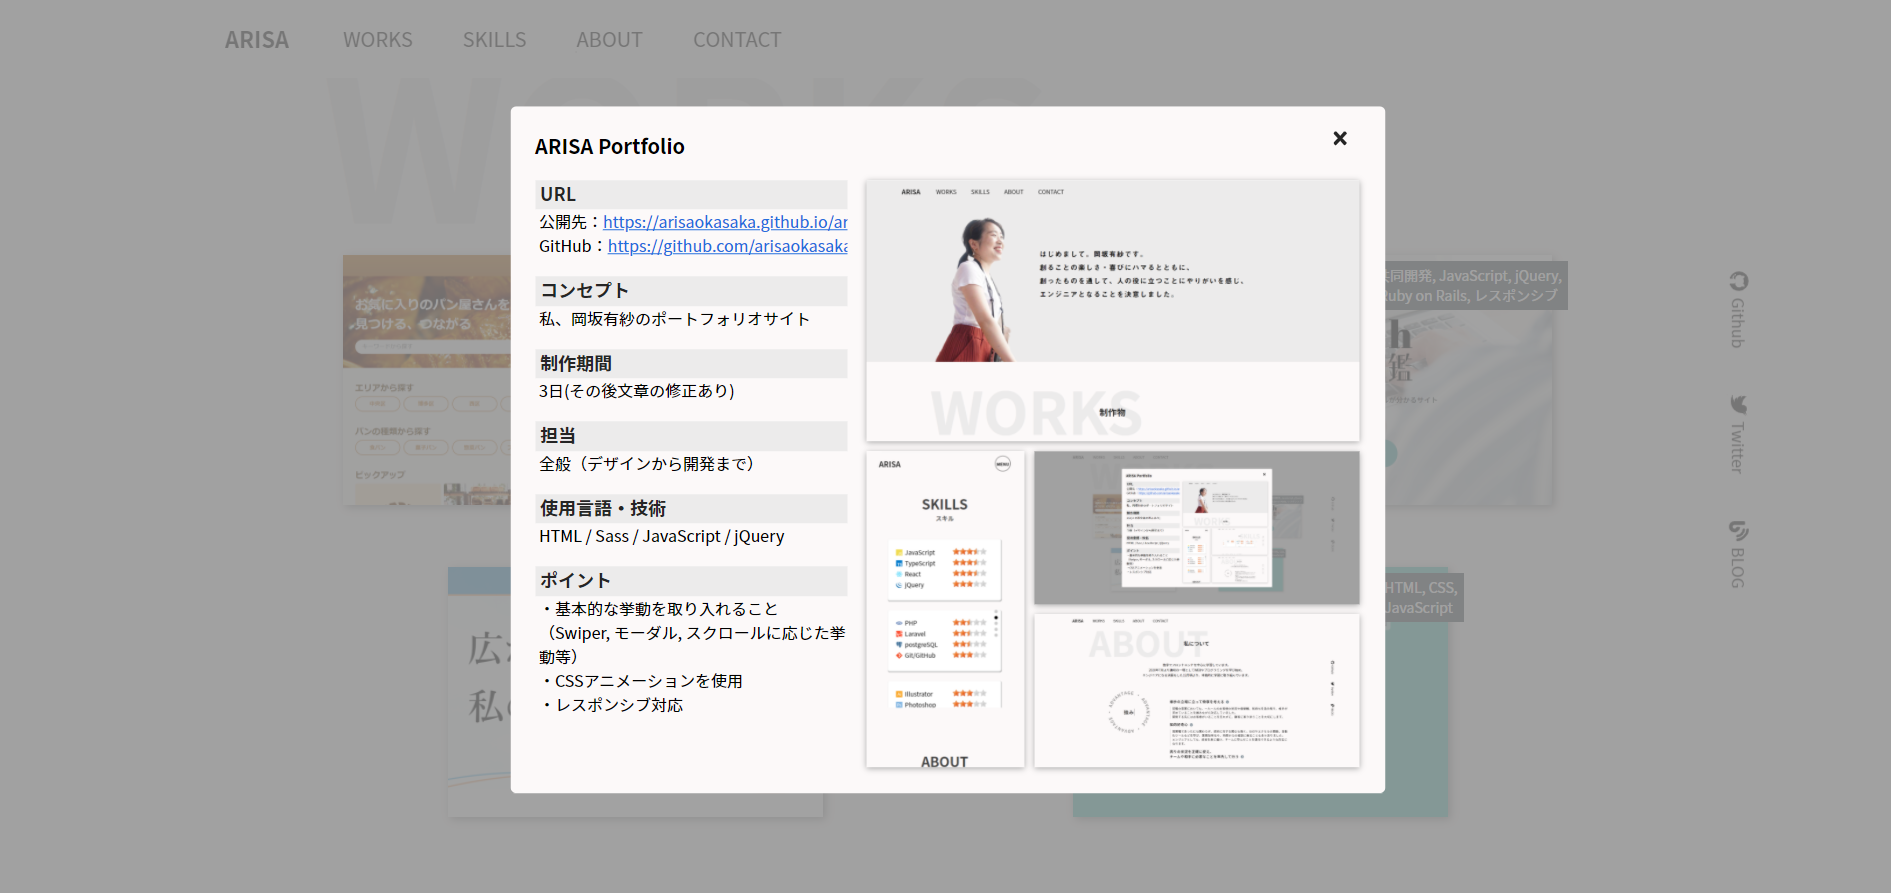 ARISA WORKS SKILLS ABOUT CONTACT
WORKS
ARISA Portfolio
URL
公開先：https://arisaokasaka.github.io/ar
GitHub：https://github.com/arisaokasaka
コンセプト
私、岡坂有紗のポートフォリオサイト
制作期間
3日(その後文章の修正あり)
担当
全般（デザインから開発まで）
使用言語・技術
HTML / Sass / JavaScript / jQuery
ポイント
・基本的な挙動を取り入れること
（Swiper, モーダル, スクロールに応じた挙
動等）
・CSSアニメーションを使用
・レスポンシブ対応
ARISA WORKS SKILLS ABOUT CONTACT
はじめまして。岡坂有紗です。
創ることの楽しさ・喜びにハマるとともに、
創ったものを通して、人の役に立つことにやりがいを感じ、
エンジニアとなることを決意しました。
WORKS
制作物
ARISA MENU
SKILLS
スキル
JavaScript
TypeScript
React
jQuery
PHP
Laravel
postgreSQL
Git/GitHub
Illustrator
Photoshop
ABOUT
ARISA Portfolio
ARISA WORKS SKILLS ABOUT CONTACT
ABOUT
私について
強み
お気に入りのパン屋さんを
見つける、つながる
エリアから探す
パンの種類から探す
ピックアップ
共同開発, JavaScript, jQuery,
Ruby on Rails, レスポンシブ
HTML, CSS,
JavaScript
広
私の
Github
Twitter
BLOG